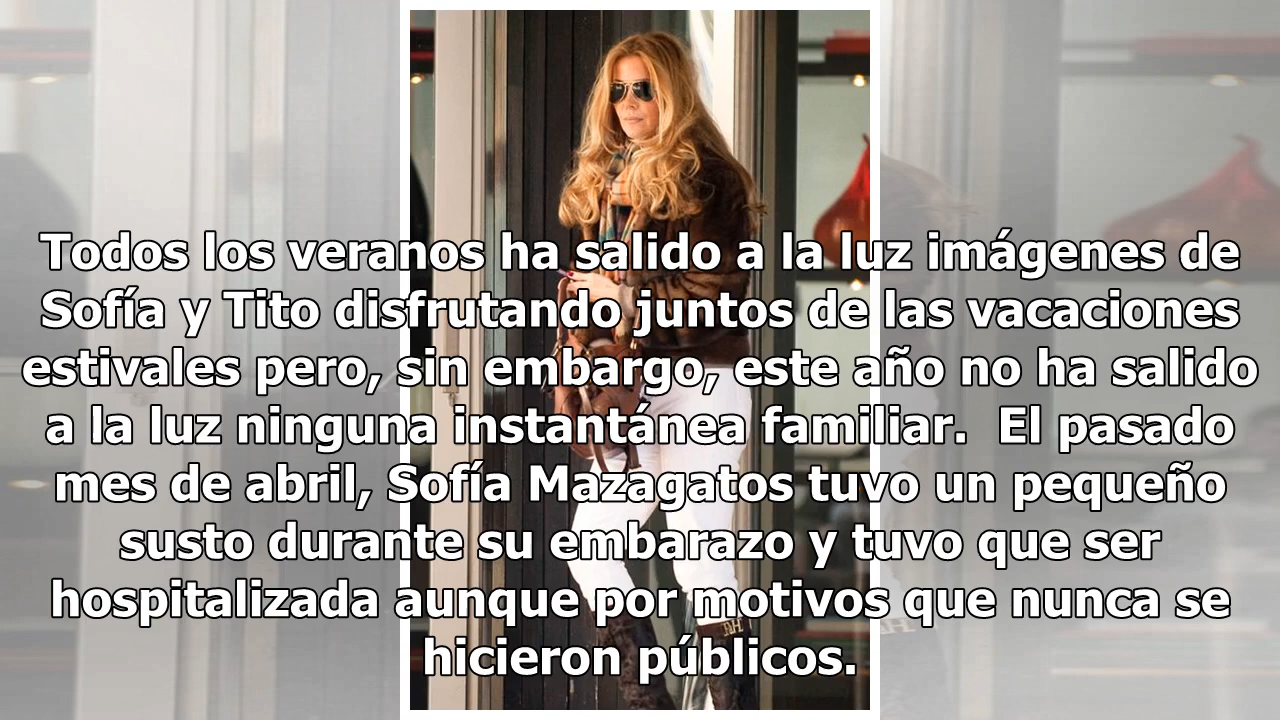 Todos los veranos ha salido a la luz imágenes de
Sofía y Tito disfrutando juntos de las vacaciones
estivales pero, sin embargo, este año no ha salido
a la luz ninguna instantánea familiar.  El pasado
mes de abril, Sofía Mazagatos tuvo un pequeño
susto durante su embarazo y tuvo que ser
hospitalizada aunque por motivos que nunca se
hicieron públicos.